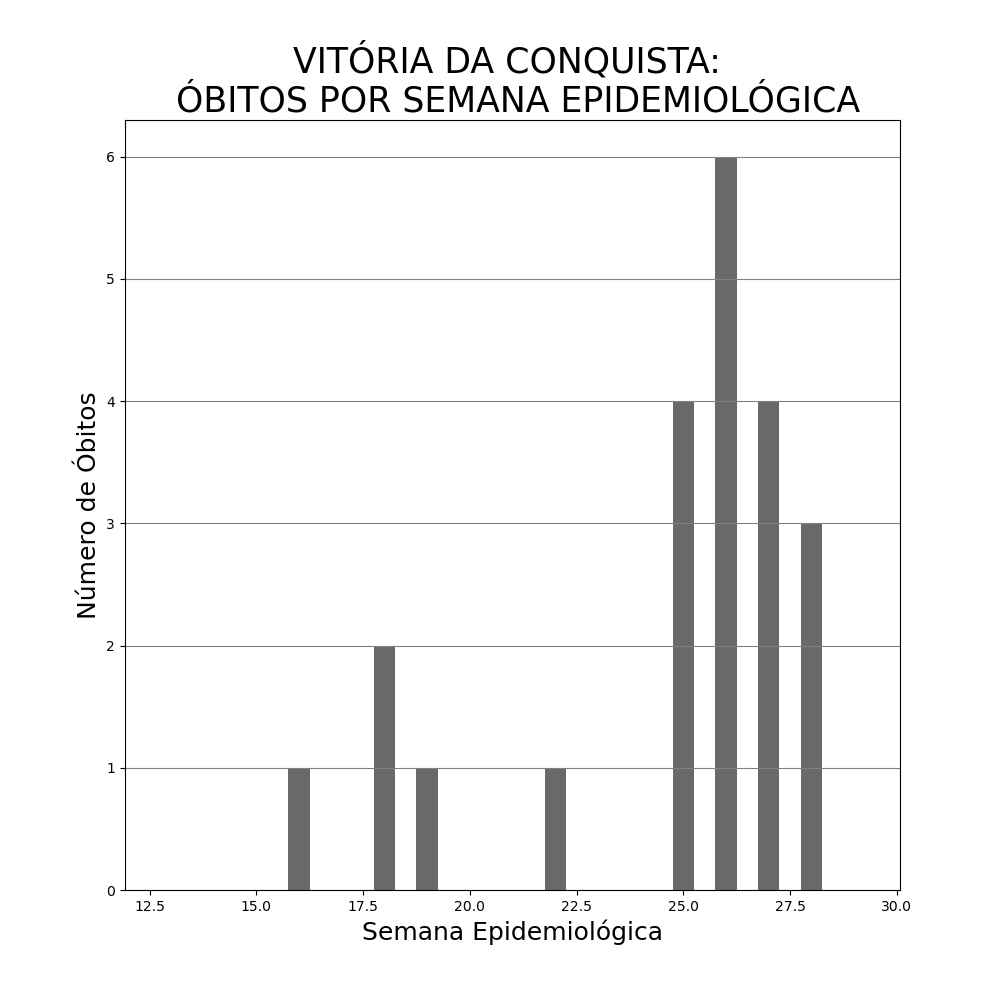 VITÓRIA DA CONQUISTA:
ÓBITOS POR SEMANA EPIDEMIOLÓGICA
6
5
4
3
2
1
0
Número de Óbitos
12.5 15.0 17.5 20.0 22.5 25.0 27.5 30.0
Semana Epidemiológica